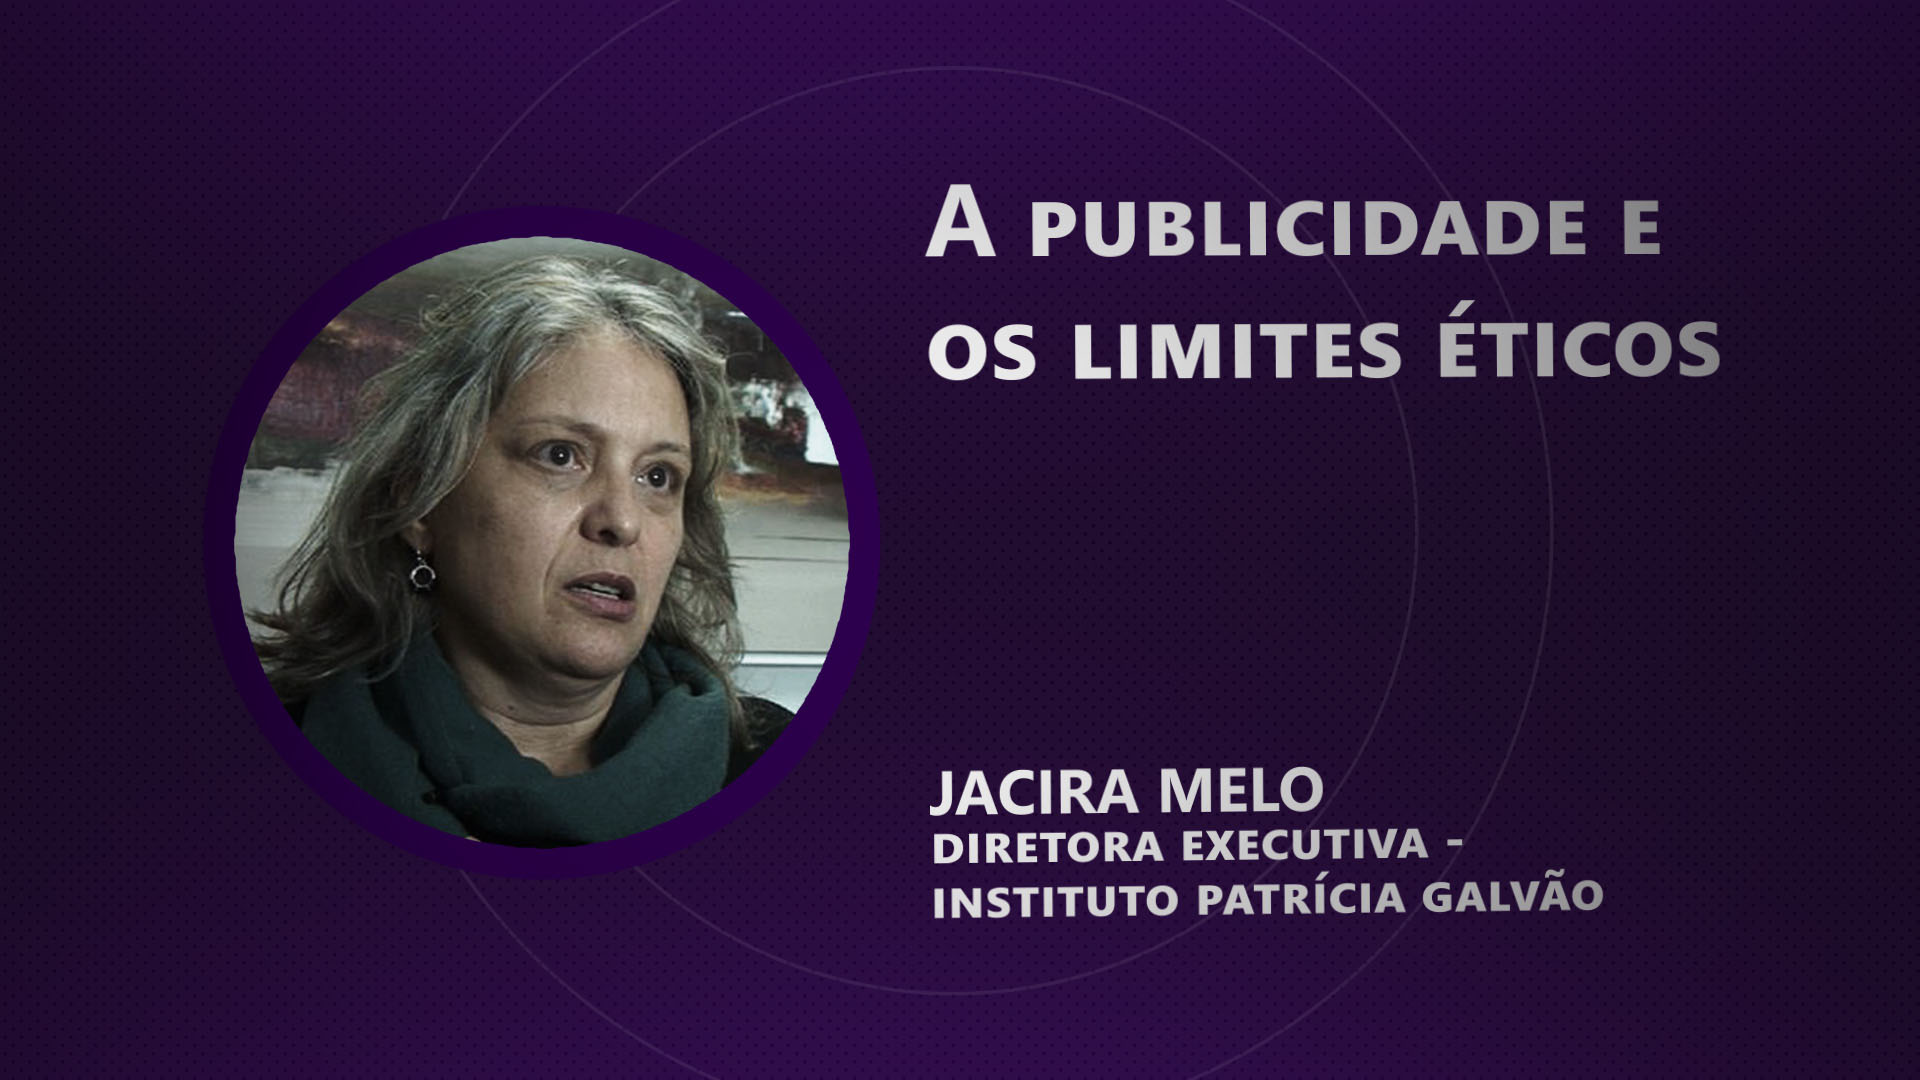 A PUBLICIDADE E
OS LIMITES ÉTICOS
JACIRA MELO
DIRETORA EXECUTIVA -
INSTITUTO PATRÍCIA GALVÃO